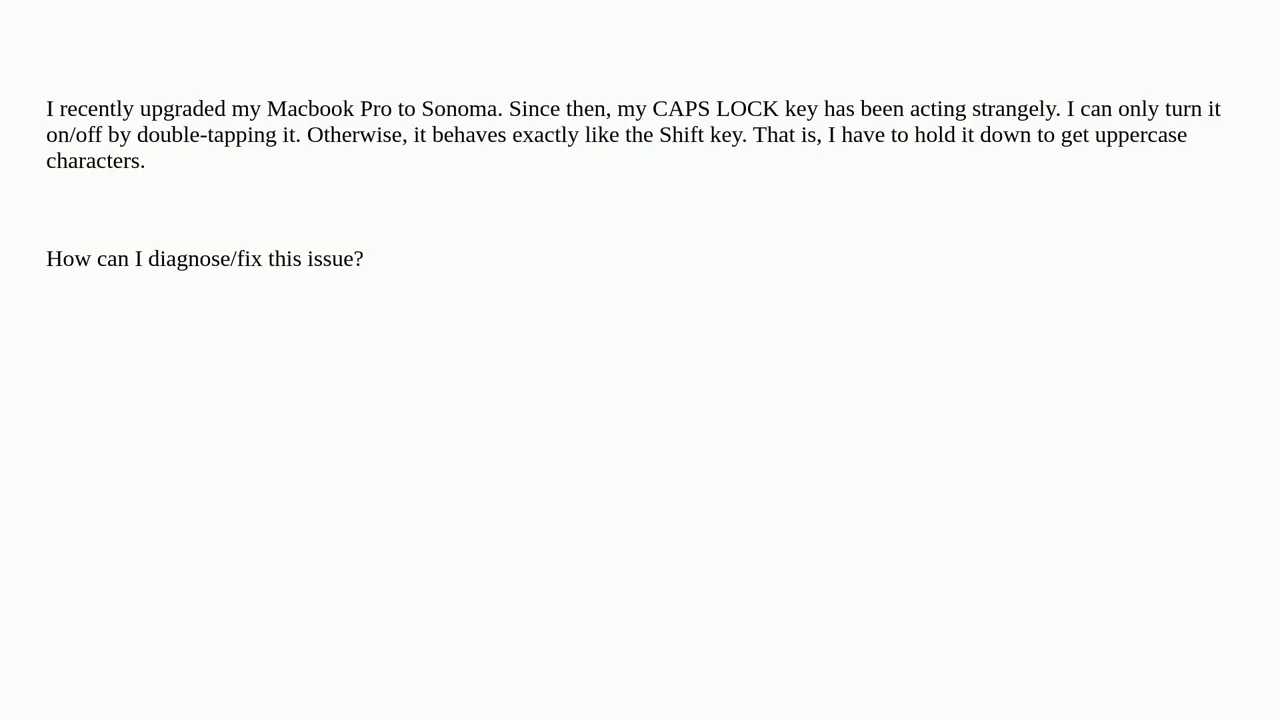 I recently upgraded my Macbook Pro to Sonoma. Since then, my CAPS LOCK key has been acting strangely. I can only turn it
on/off by double-tapping it. Otherwise, it behaves exactly like the Shift key. That is, I have to hold it down to get uppercase
characters.
How can I diagnose/fix this issue?